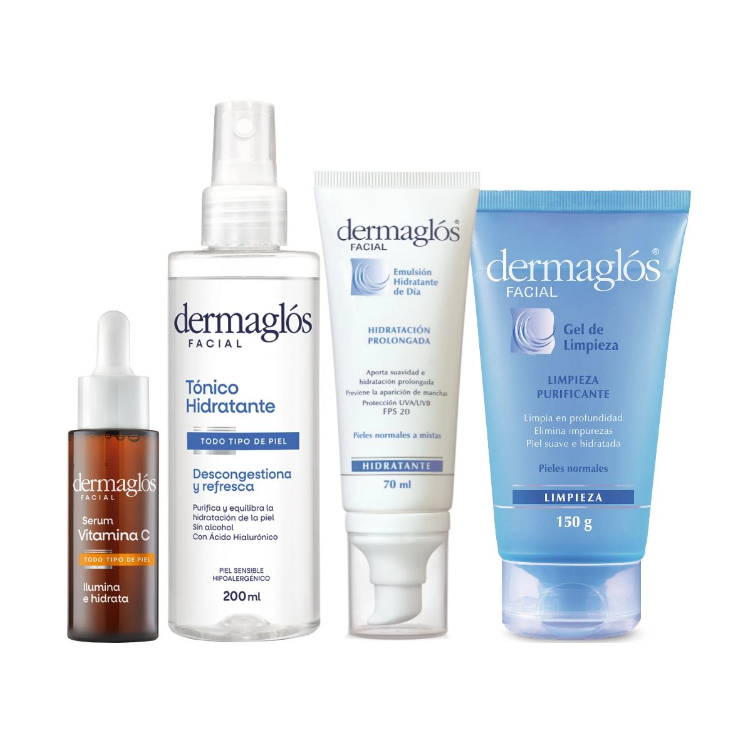 dermaglós
FACIAL
Serum
Vitamina C
TODO TIPO DE PIEL
Ilumina
e hidrata
dermaglós
FACIAL
Tónico
Hidratante
TODO TIPO DE PIEL
Descongestiona
y refresca
Purifica y equilibra la
hidratación de la piel
Sin alcohol
Con Ácido Hialurónico
PIEL SENSIBLE
HIPOALERGÉNICO
200ml
dermaglós®
FACIAL
Emulsión
Hidratante
de Día
HIDRATACIÓN
PROLONGADA
Aporta suavidad e
hidratación prolongada
Previene la aparición de manchas
Protección UVA/UVB
FPS 20
Pieles normales a mixtas
HIDRATANTE
70 ml
dermaglós®
FACIAL
Gel de
Limpieza
LIMPIEZA
PURIFICANTE
Limpia en profundidad
Elimina impurezas
Piel suave e hidratada
Pieles normales
LIMPIEZA
150 g